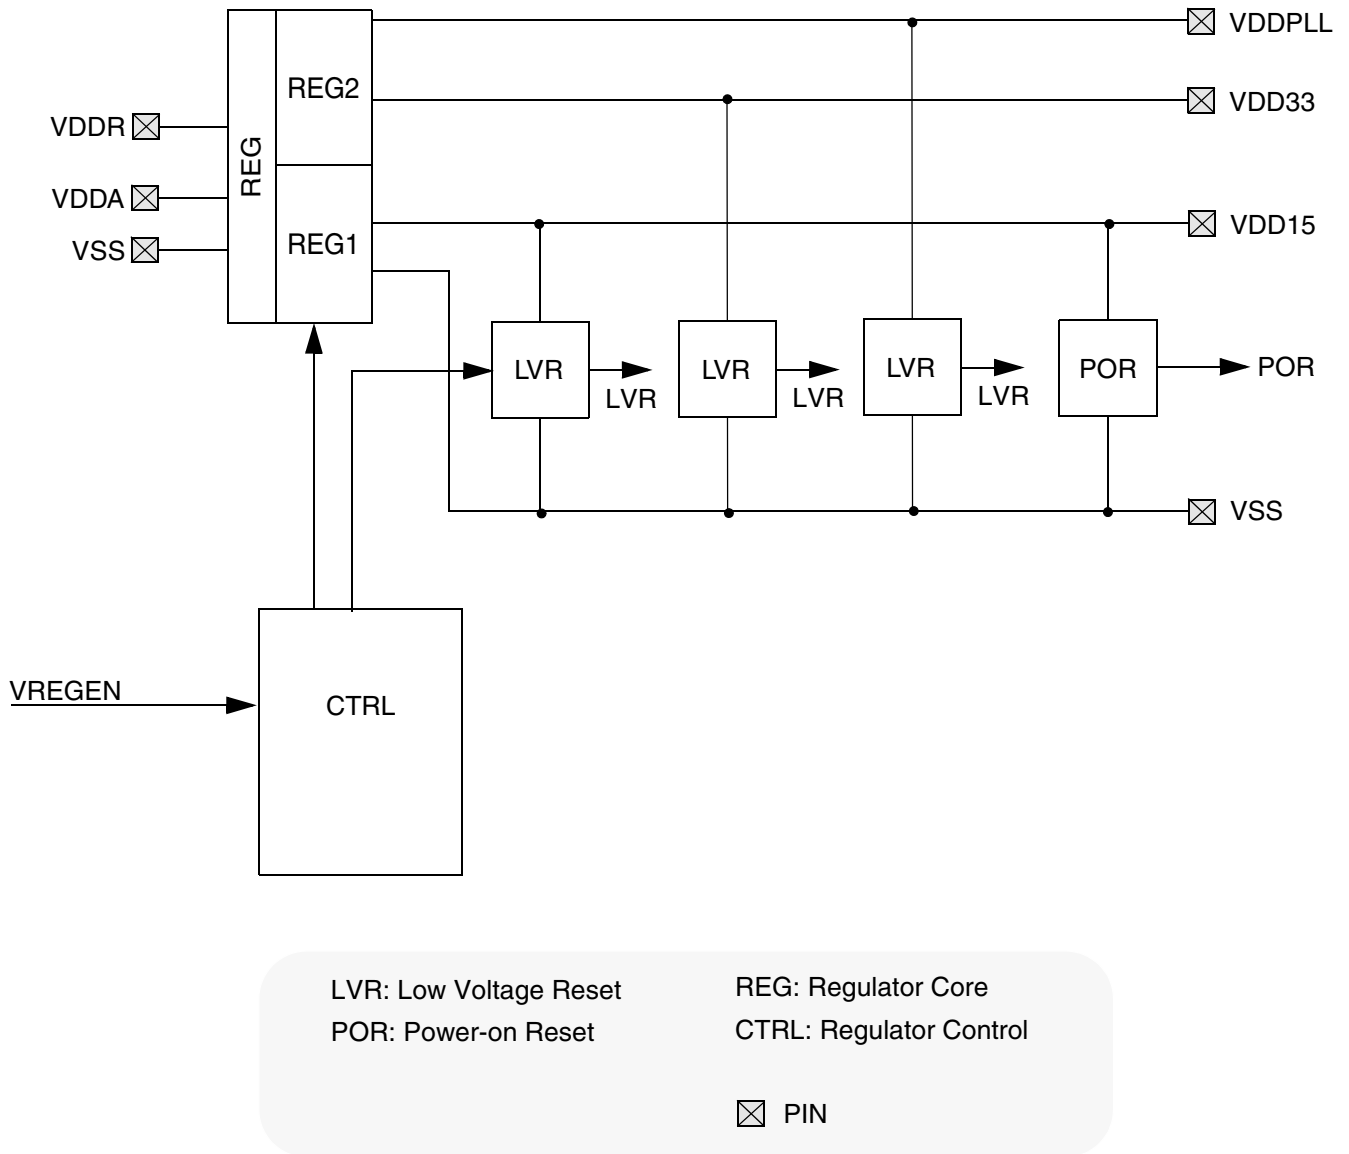 VDDPLL
REG2
VDD33
VDDR
REG
VDDA
VDD15
VSS
REG1
LVR
LVR
LVR
POR
POR
LVR
LVR
LVR
VSS
VREGEN
CTRL
LVR: Low Voltage Reset
REG: Regulator Core
POR: Power-on Reset
CTRL: Regulator Control
PIN